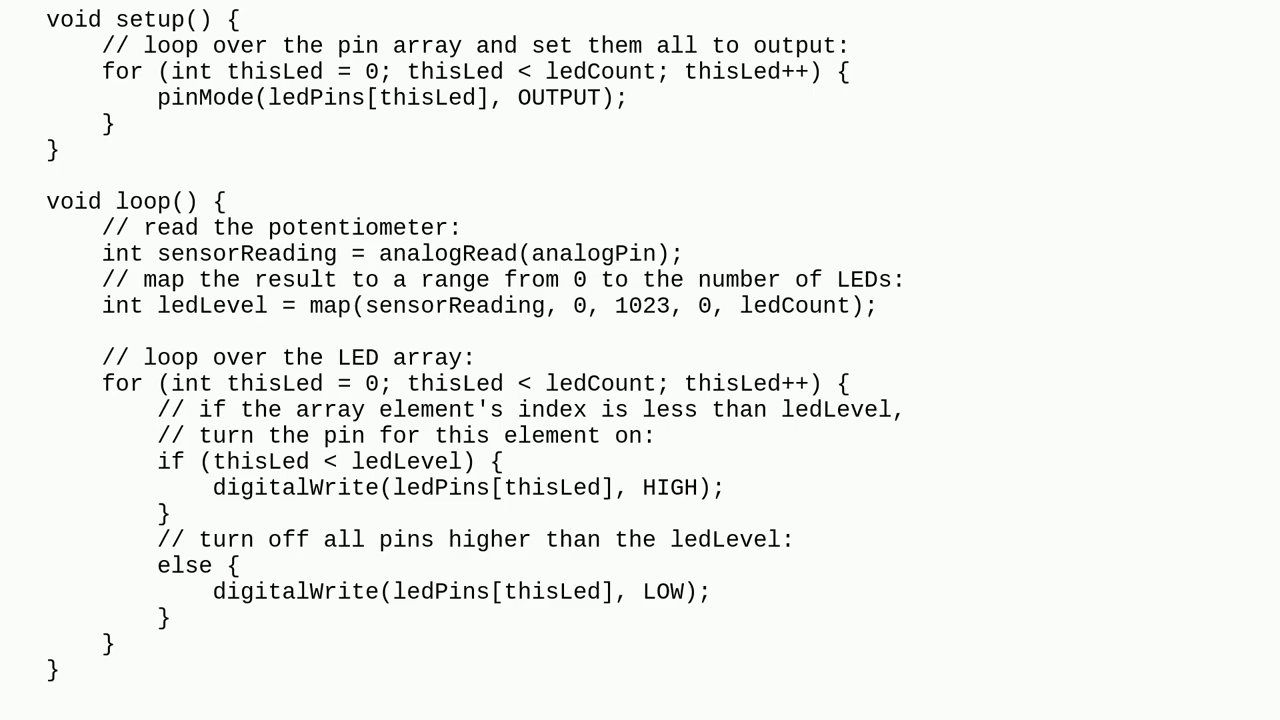 void setup() {
    // loop over the pin array and set them all to output:
    for (int thisLed = 0; thisLed < ledCount; thisLed++) {
        pinMode(ledPins[thisLed], OUTPUT);
    }
}

void loop() {
    // read the potentiometer:
    int sensorReading = analogRead(analogPin);
    // map the result to a range from 0 to the number of LEDs:
    int ledLevel = map(sensorReading, 0, 1023, 0, ledCount);

    // loop over the LED array:
    for (int thisLed = 0; thisLed < ledCount; thisLed++) {
        // if the array element's index is less than ledLevel,
        // turn the pin for this element on:
        if (thisLed < ledLevel) {
            digitalWrite(ledPins[thisLed], HIGH);
        }
        // turn off all pins higher than the ledLevel:
        else {
            digitalWrite(ledPins[thisLed], LOW);
        }
    }
}